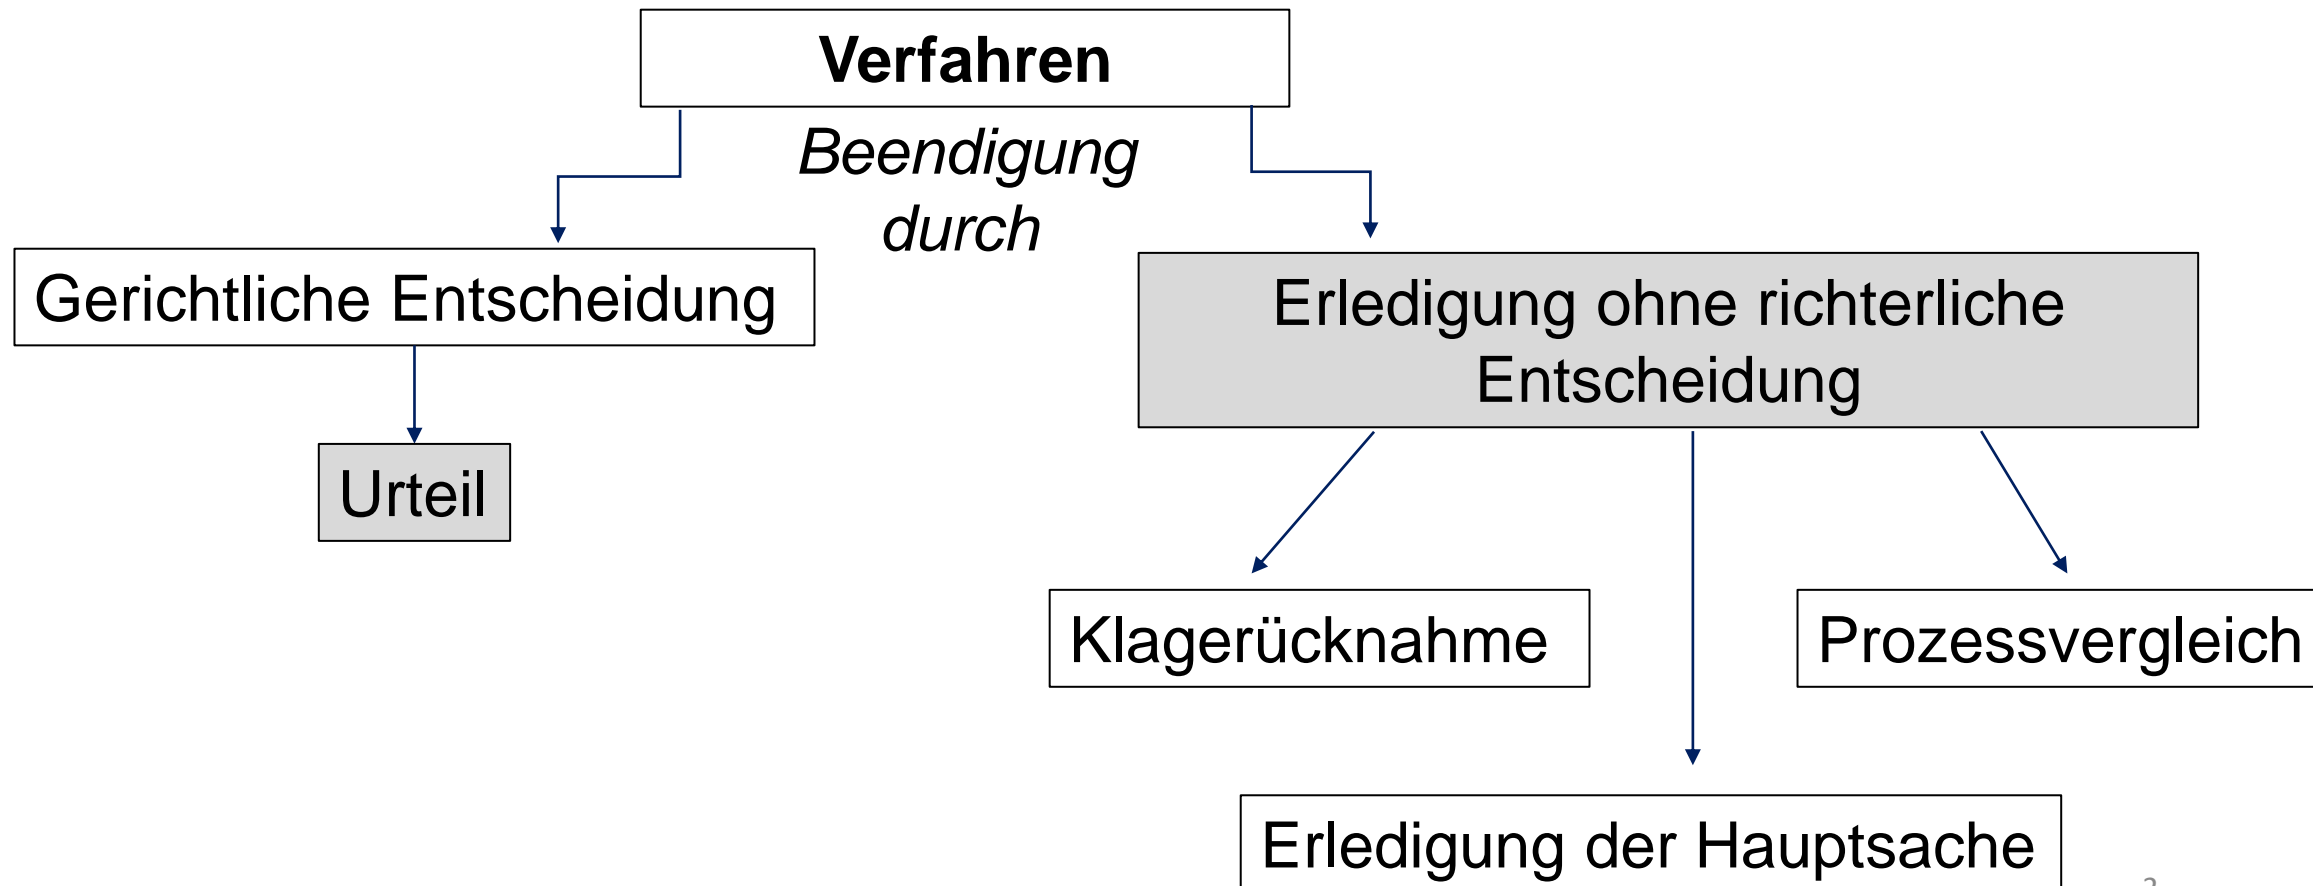 Verfahren
Beendigung
durch
Gerichtliche Entscheidung
Erledigung ohne richterliche
Entscheidung
Urteil
Klagerücknahme
Prozessvergleich
Erledigung der Hauptsache